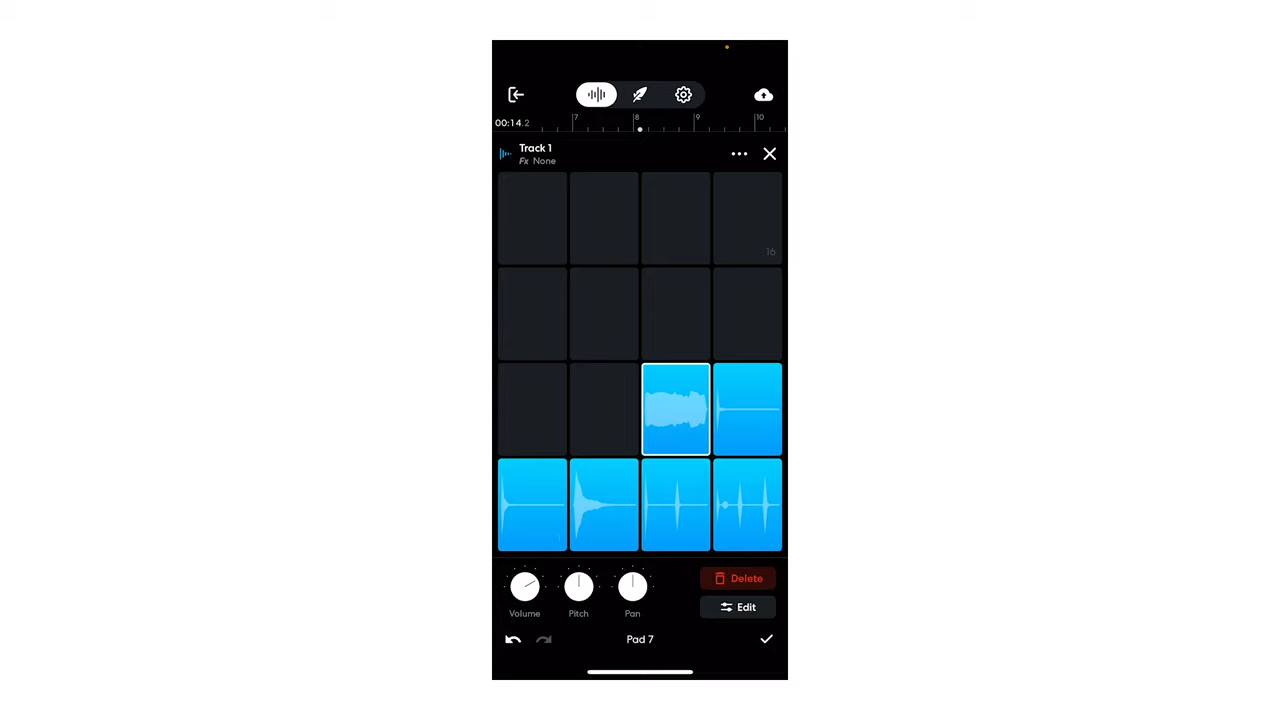 00:14.2
7 8 9 10
Track 1
Fx None
16
1
Volume Pitch Pan
Delete
Edit
Pad 7